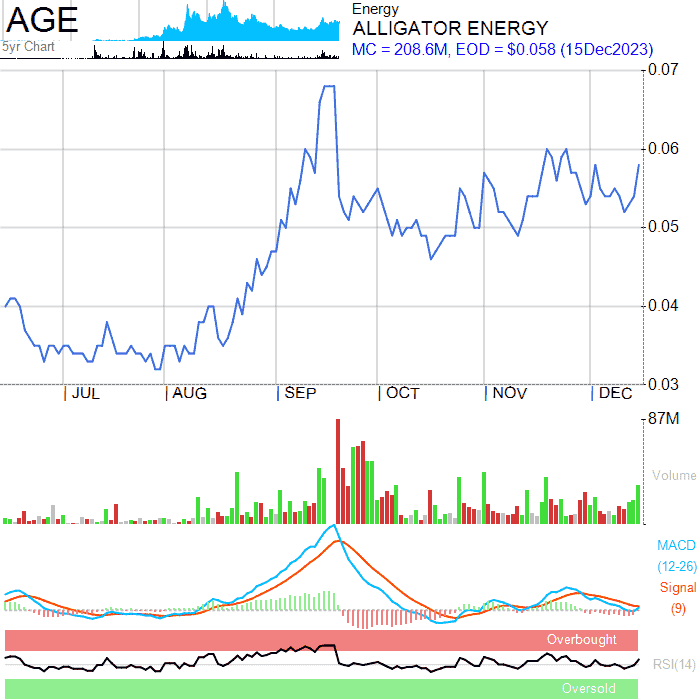 AGE
5yr Chart
Energy
ALLIGATOR ENERGY
MC = 208.6M, EOD = $0.058 (15Dec2023)
0.07
0.06
0.05
0.04
0.03
JUL AUG SEP OCT NOV DEC
87M
Volume
MACD
(12-26)
Signal
(9)
Overbought
RSI(14)
Oversold